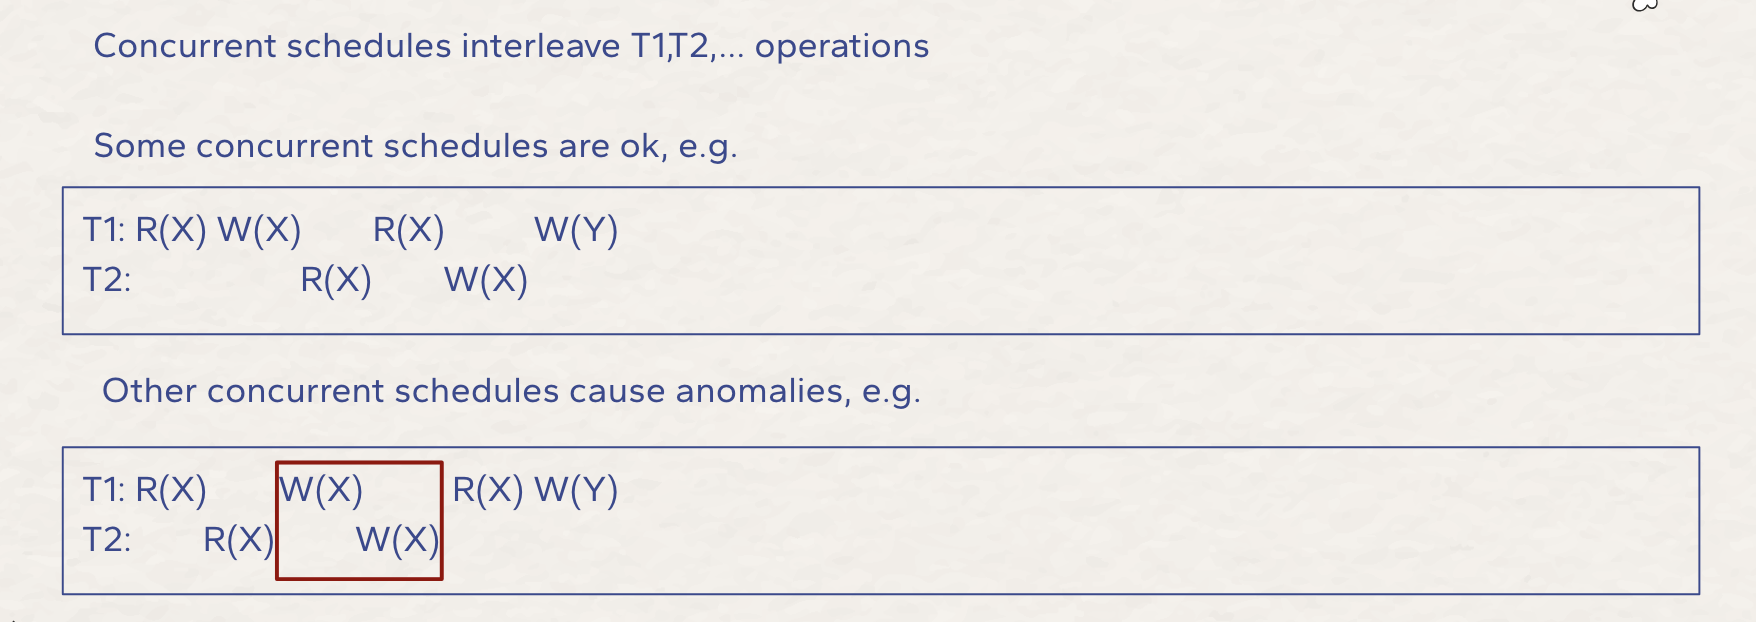 Concurrent schedules interleave T1,T2,... operations
Some concurrent schedules are ok, e.g.
T1: R(X) W(X) R(X) W(Y)
T2: R(X) W(X)
Other concurrent schedules cause anomalies, e.g.
T1: R(X) W(X) R(X) W(Y)
T2: R(X) W(X)